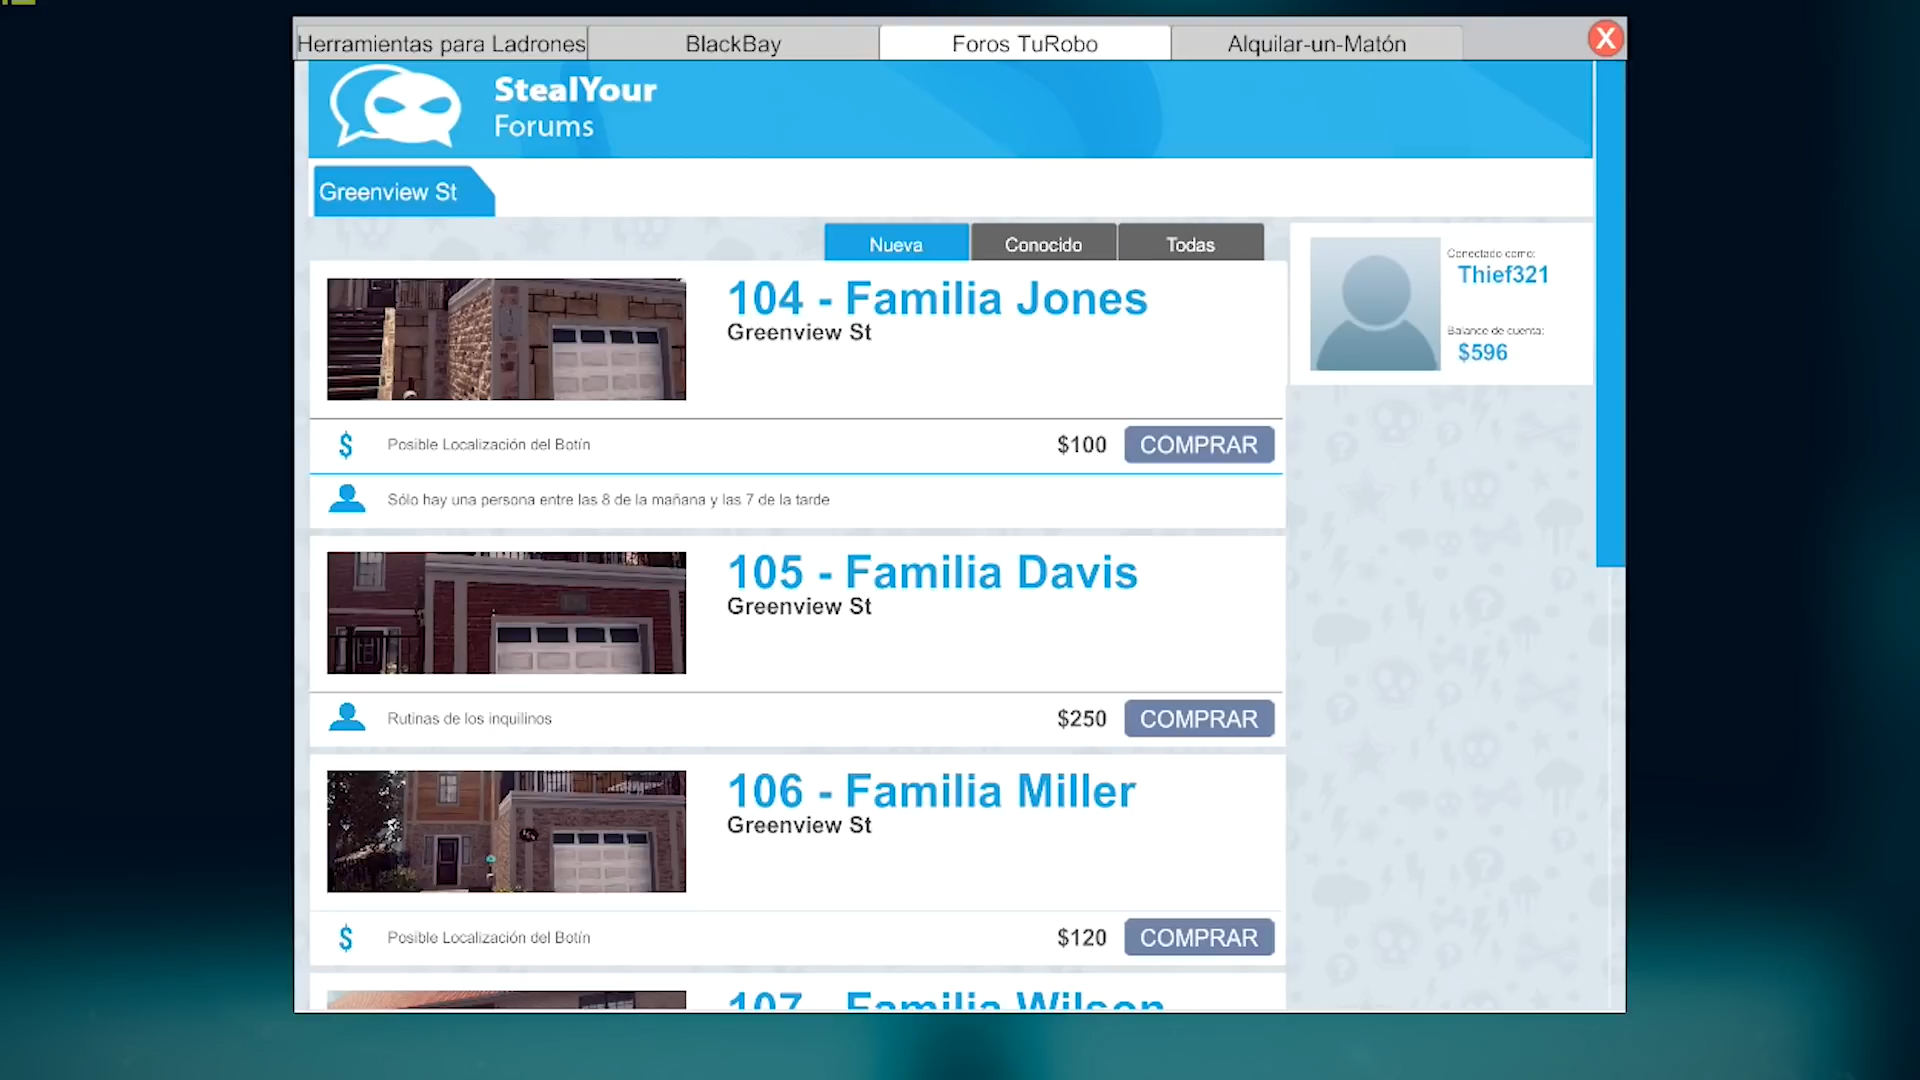 Herramientas para Ladrones
BlackBay
Foros TuRobo
Alquilar-un-Matón
X
StealYour
Forums
Greenview St
Nueva
Conocido
Todas
Conectado como:
Thief321
Balance de cuenta:
$596
104 - Familia Jones
Greenview St
$ Posible Localización del Botín $100 COMPRAR
Sólo hay una persona entre las 8 de la mañana y las 7 de la tarde
105 - Familia Davis
Greenview St
Rutinas de los inquilinos $250 COMPRAR
106 - Familia Miller
Greenview St
$ Posible Localización del Botín $120 COMPRAR
107 - Familia Wilson